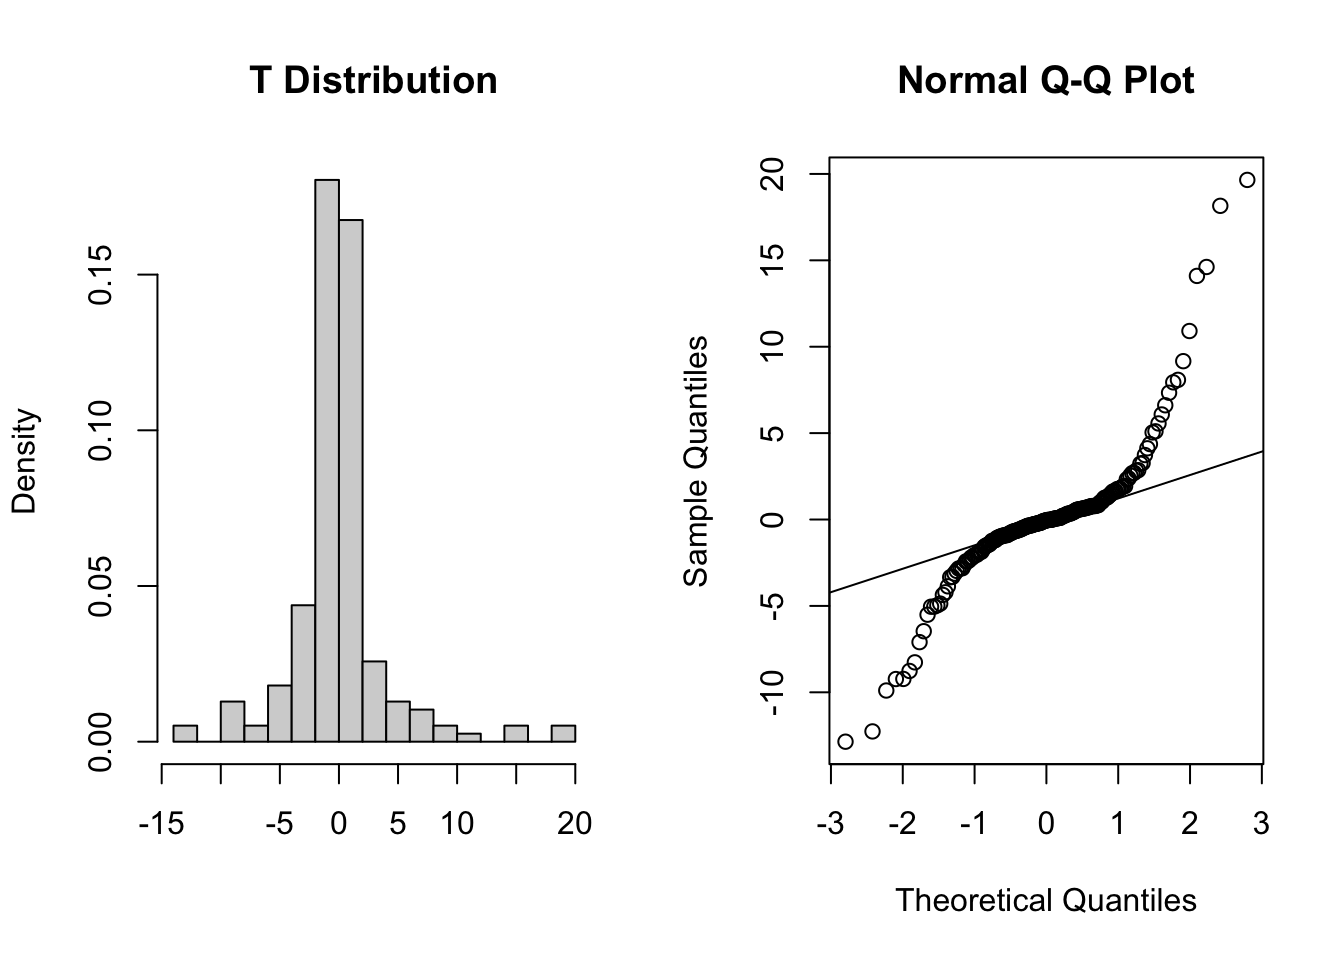 T Distribution
Density
0.15
0.10
0.05
0.00
-15 -5 0 5 10 20
Normal Q-Q Plot
Sample Quantiles
20
15
10
5
0
-5
-10
-3 -2 -1 0 1 2 3
Theoretical Quantiles